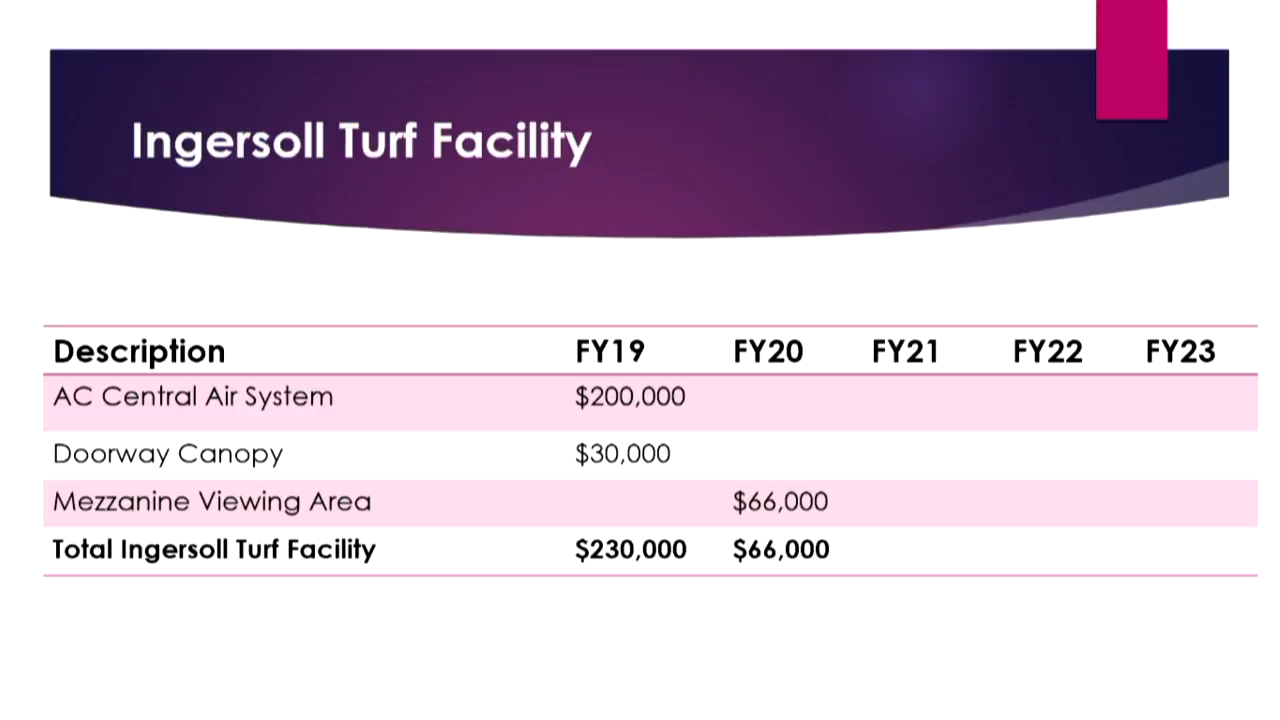 Ingersoll Turf Facility
Description FY19 FY20 FY21 FY22 FY23
AC Central Air System $200,000
Doorway Canopy $30,000
Mezzanine Viewing Area $66,000
Total Ingersoll Turf Facility $230,000 $66,000